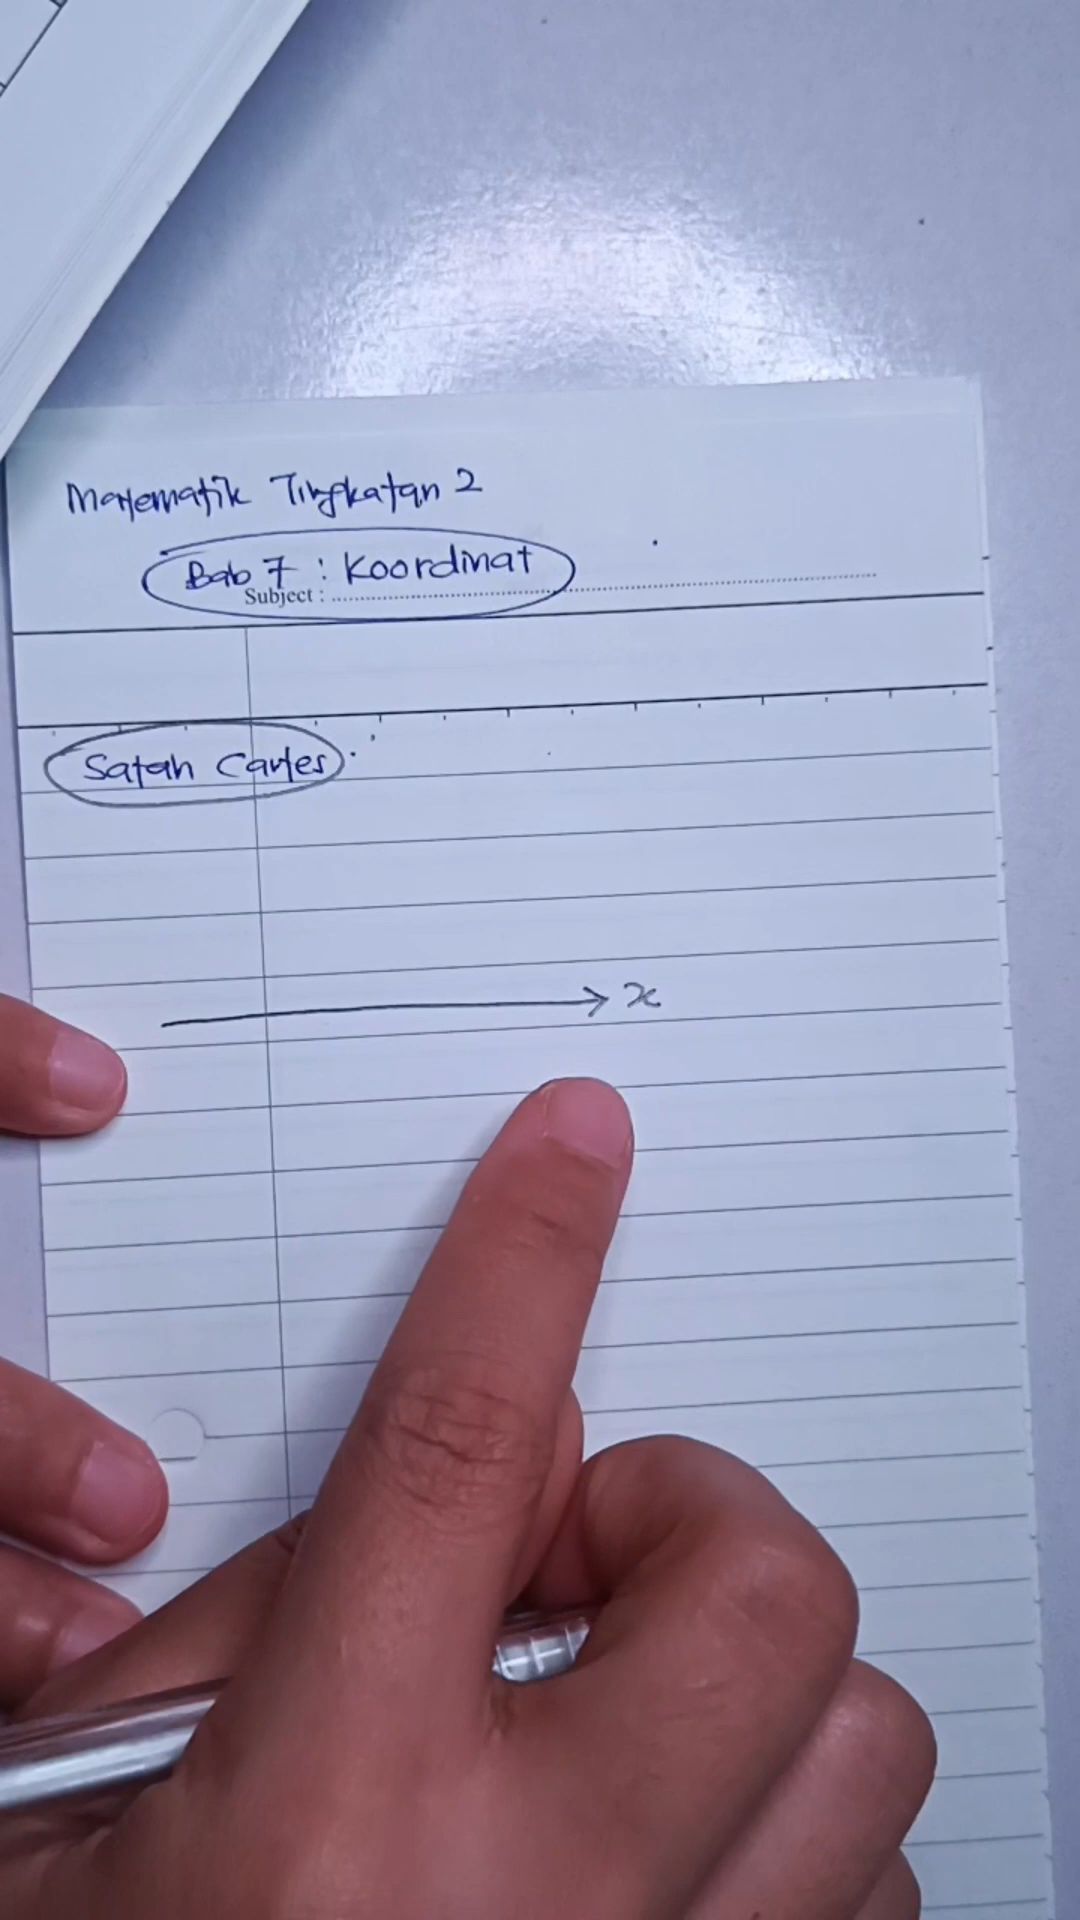 Matematik Tingkatan 2
Bab 7 : Koordinat
Subject :
Satah Cartes
x